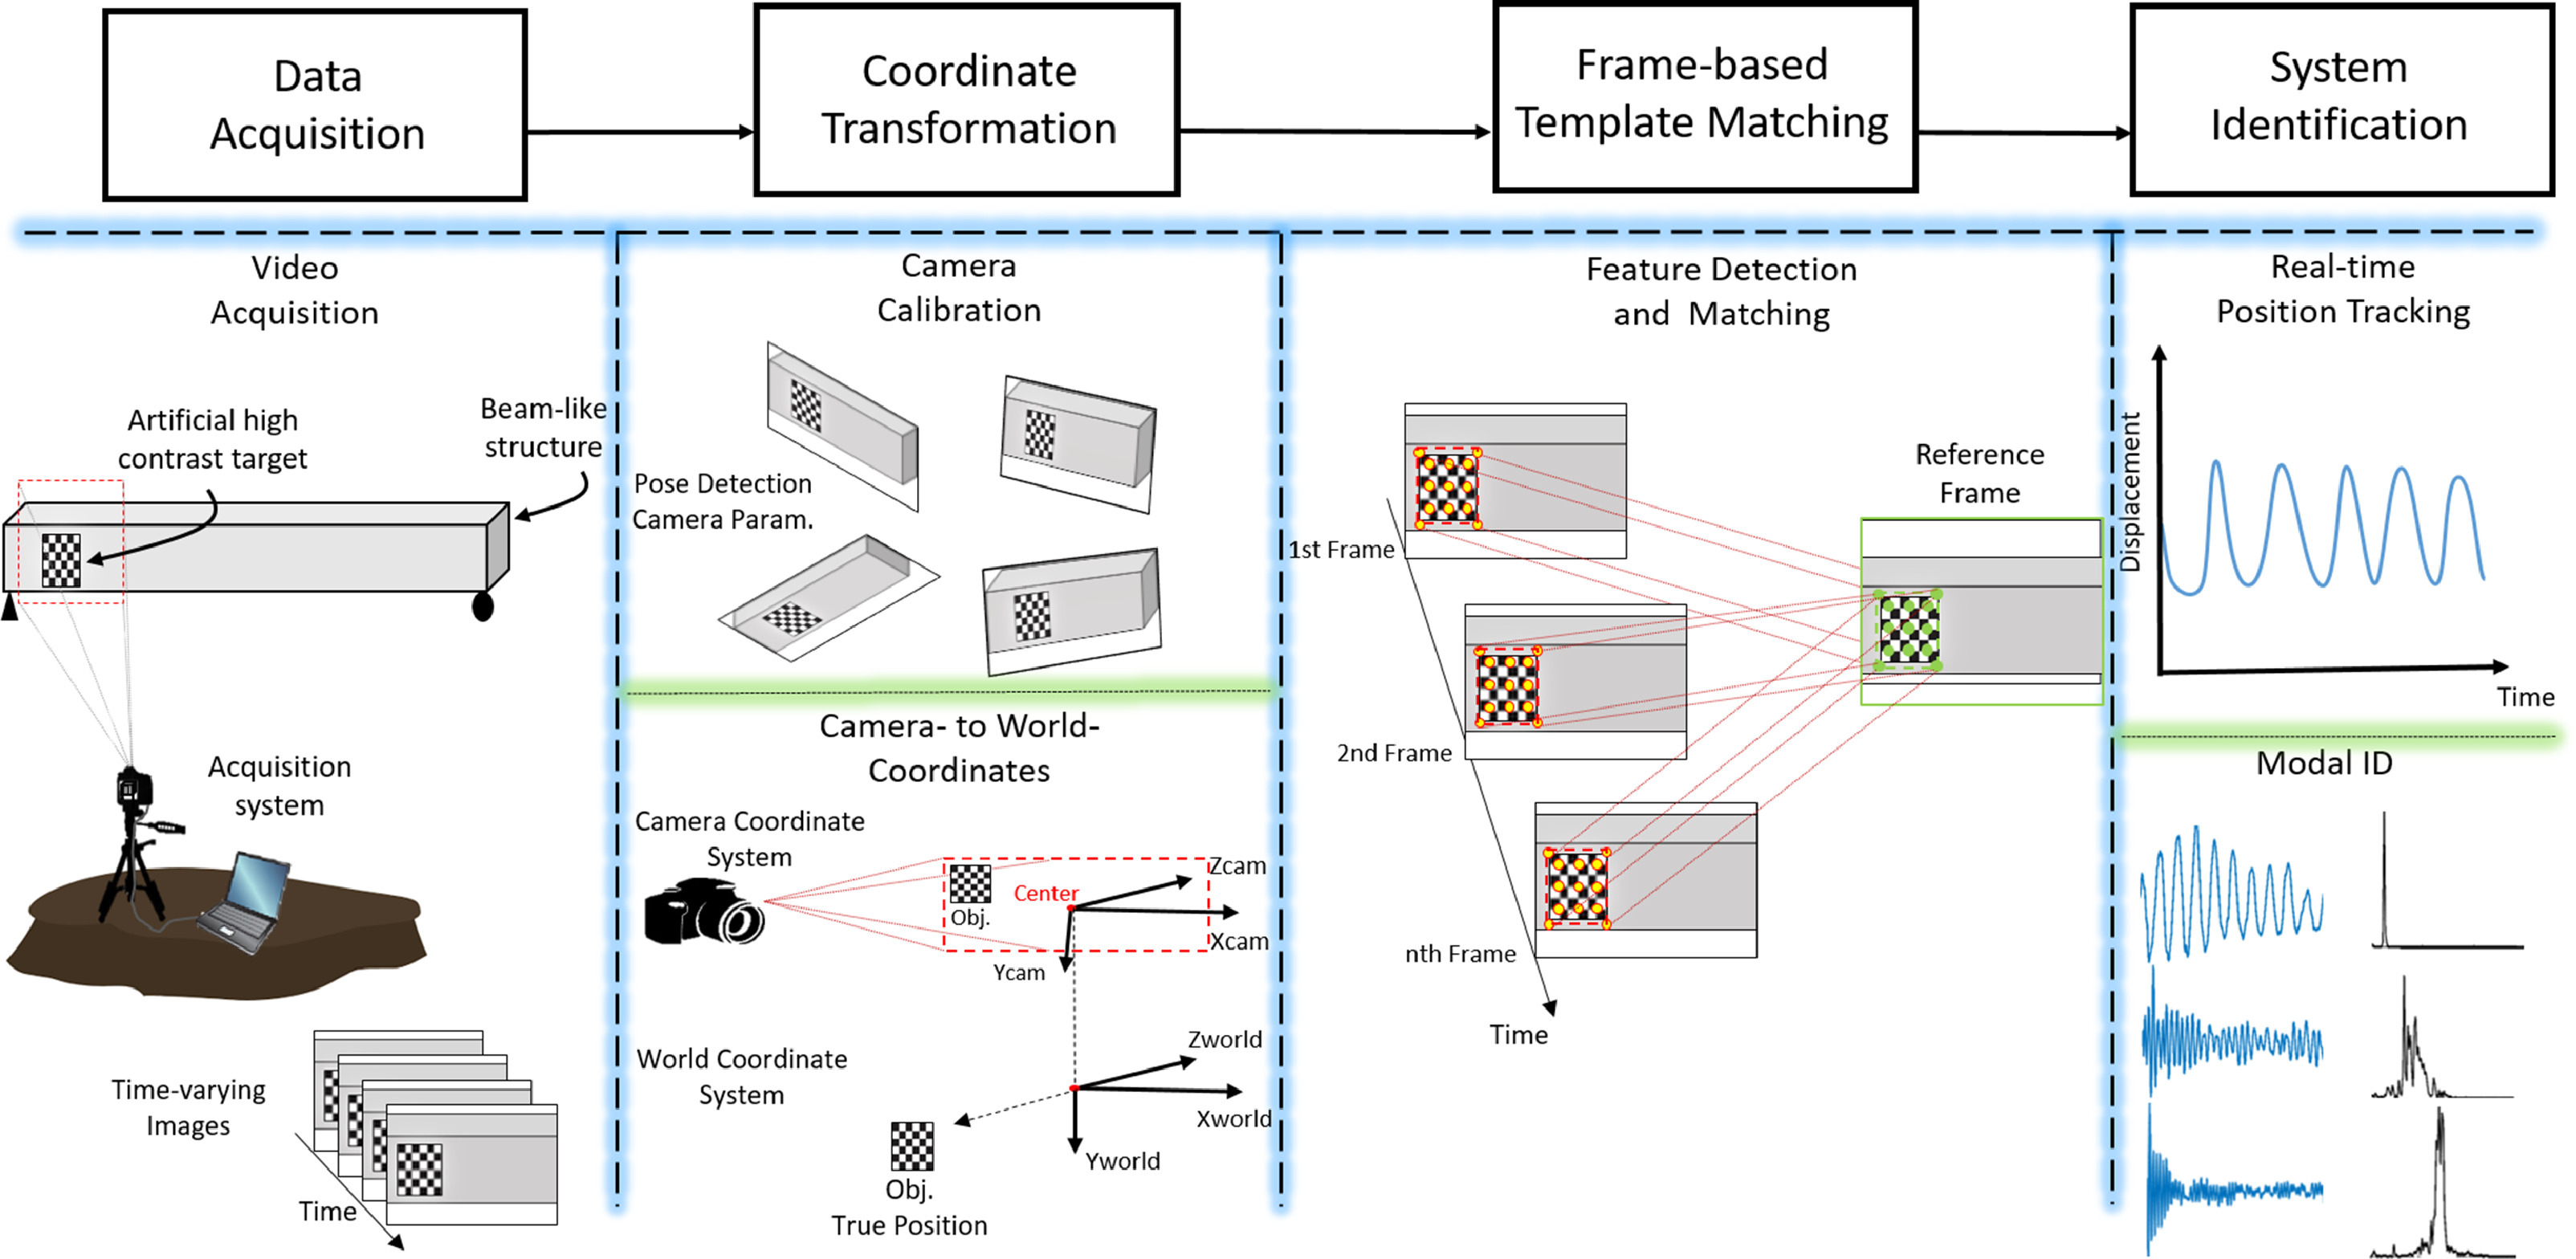 Data
Acquisition
Coordinate
Transformation
Frame-based
Template Matching
System
Identification
Video
Acquisition
Artificial high
contrast target
Beam-like
structure
Acquisition
system
Time-varying
Images
Time
Camera
Calibration
Pose Detection
Camera Param.
Camera- to World-
Coordinates
Camera Coordinate
System
Obj.
Center
Zcam
Xcam
Ycam
World Coordinate
System
Zworld
Xworld
Yworld
Obj.
True Position
Feature Detection
and Matching
1st Frame
2nd Frame
nth Frame
Time
Reference
Frame
Real-time
Position Tracking
Displacement
Time
Modal ID